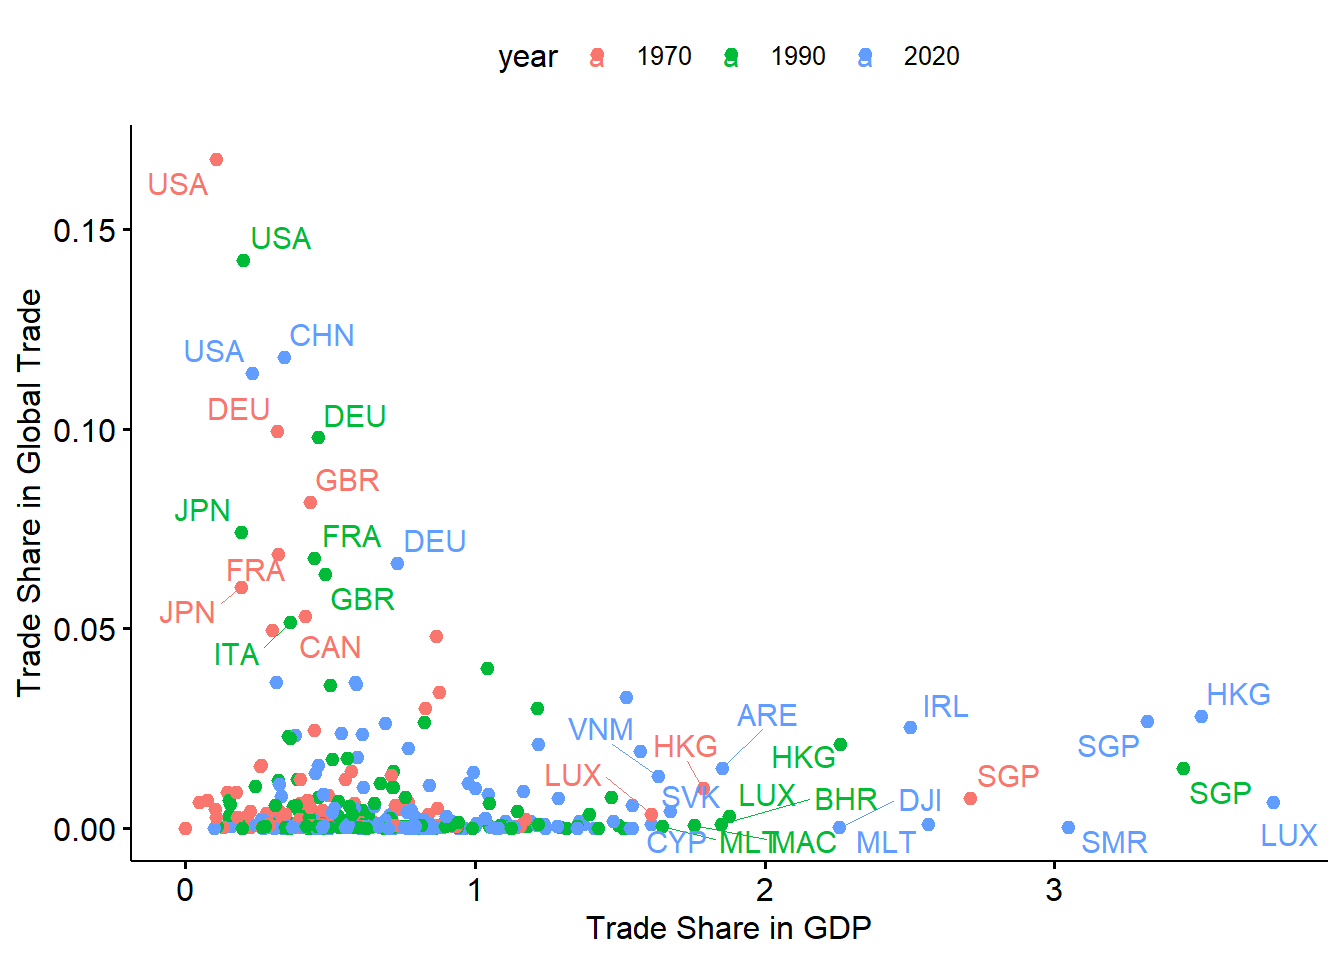 year a 1970 a 1990 a 2020
Trade Share in Global Trade
0.15
0.10
0.05
0.00
USA
USA
CHN
USA
DEU
DEU
GBR
JPN
FRA
DEU
FRA
JPN
GBR
CAN
ITA
HKG
IRL
ARE
VNM
SGP
HKG
HKG
LUX
SGP
SVK
LUX
BHR
DJI
SGP
CYP
MLT
MAC
MLT
SMR
LUX
0 1 2 3
Trade Share in GDP